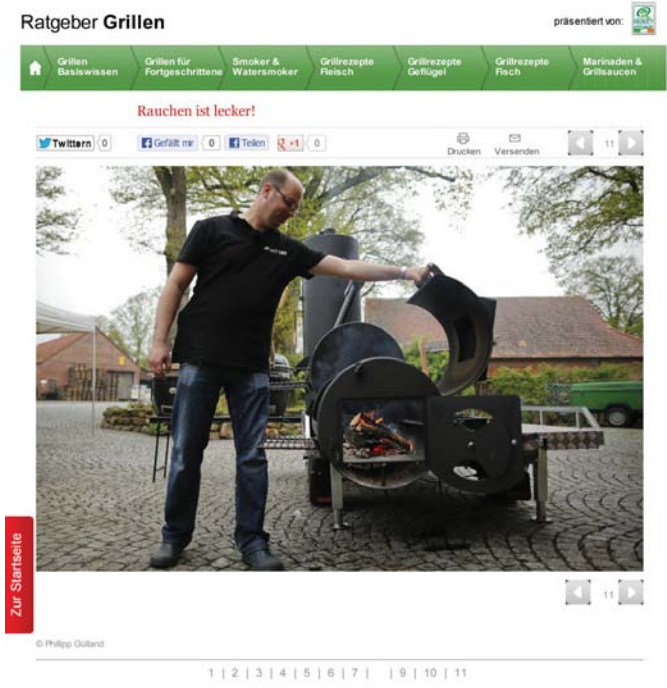 Ratgeber Grillen
präsentiert von:
Grillen Basiswissen
Grillen für Fortgeschrittene
Smoker & Watersmoker
Grillrezepte Fleisch
Grillrezepte Geflügel
Grillrezepte Fisch
Marinaden & Grillsaucen
Rauchen ist lecker!
Twittern 0
Gefällt mir 0
Teilen
+1 0
Drucken
Versenden
11
Zur Startseite
11
© Philipp Gülland
1 | 2 | 3 | 4 | 5 | 6 | 7 | | 9 | 10 | 11